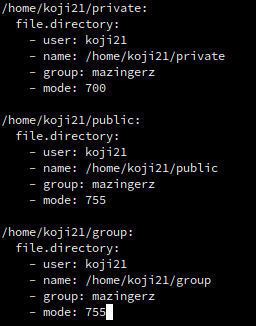 /home/koji21/private:
  file.directory:
    - user: koji21
    - name: /home/koji21/private
    - group: mazingerz
    - mode: 700

/home/koji21/public:
  file.directory:
    - user: koji21
    - name: /home/koji21/public
    - group: mazingerz
    - mode: 755

/home/koji21/group:
  file.directory:
    - user: koji21
    - name: /home/koji21/group
    - group: mazingerz
    - mode: 755